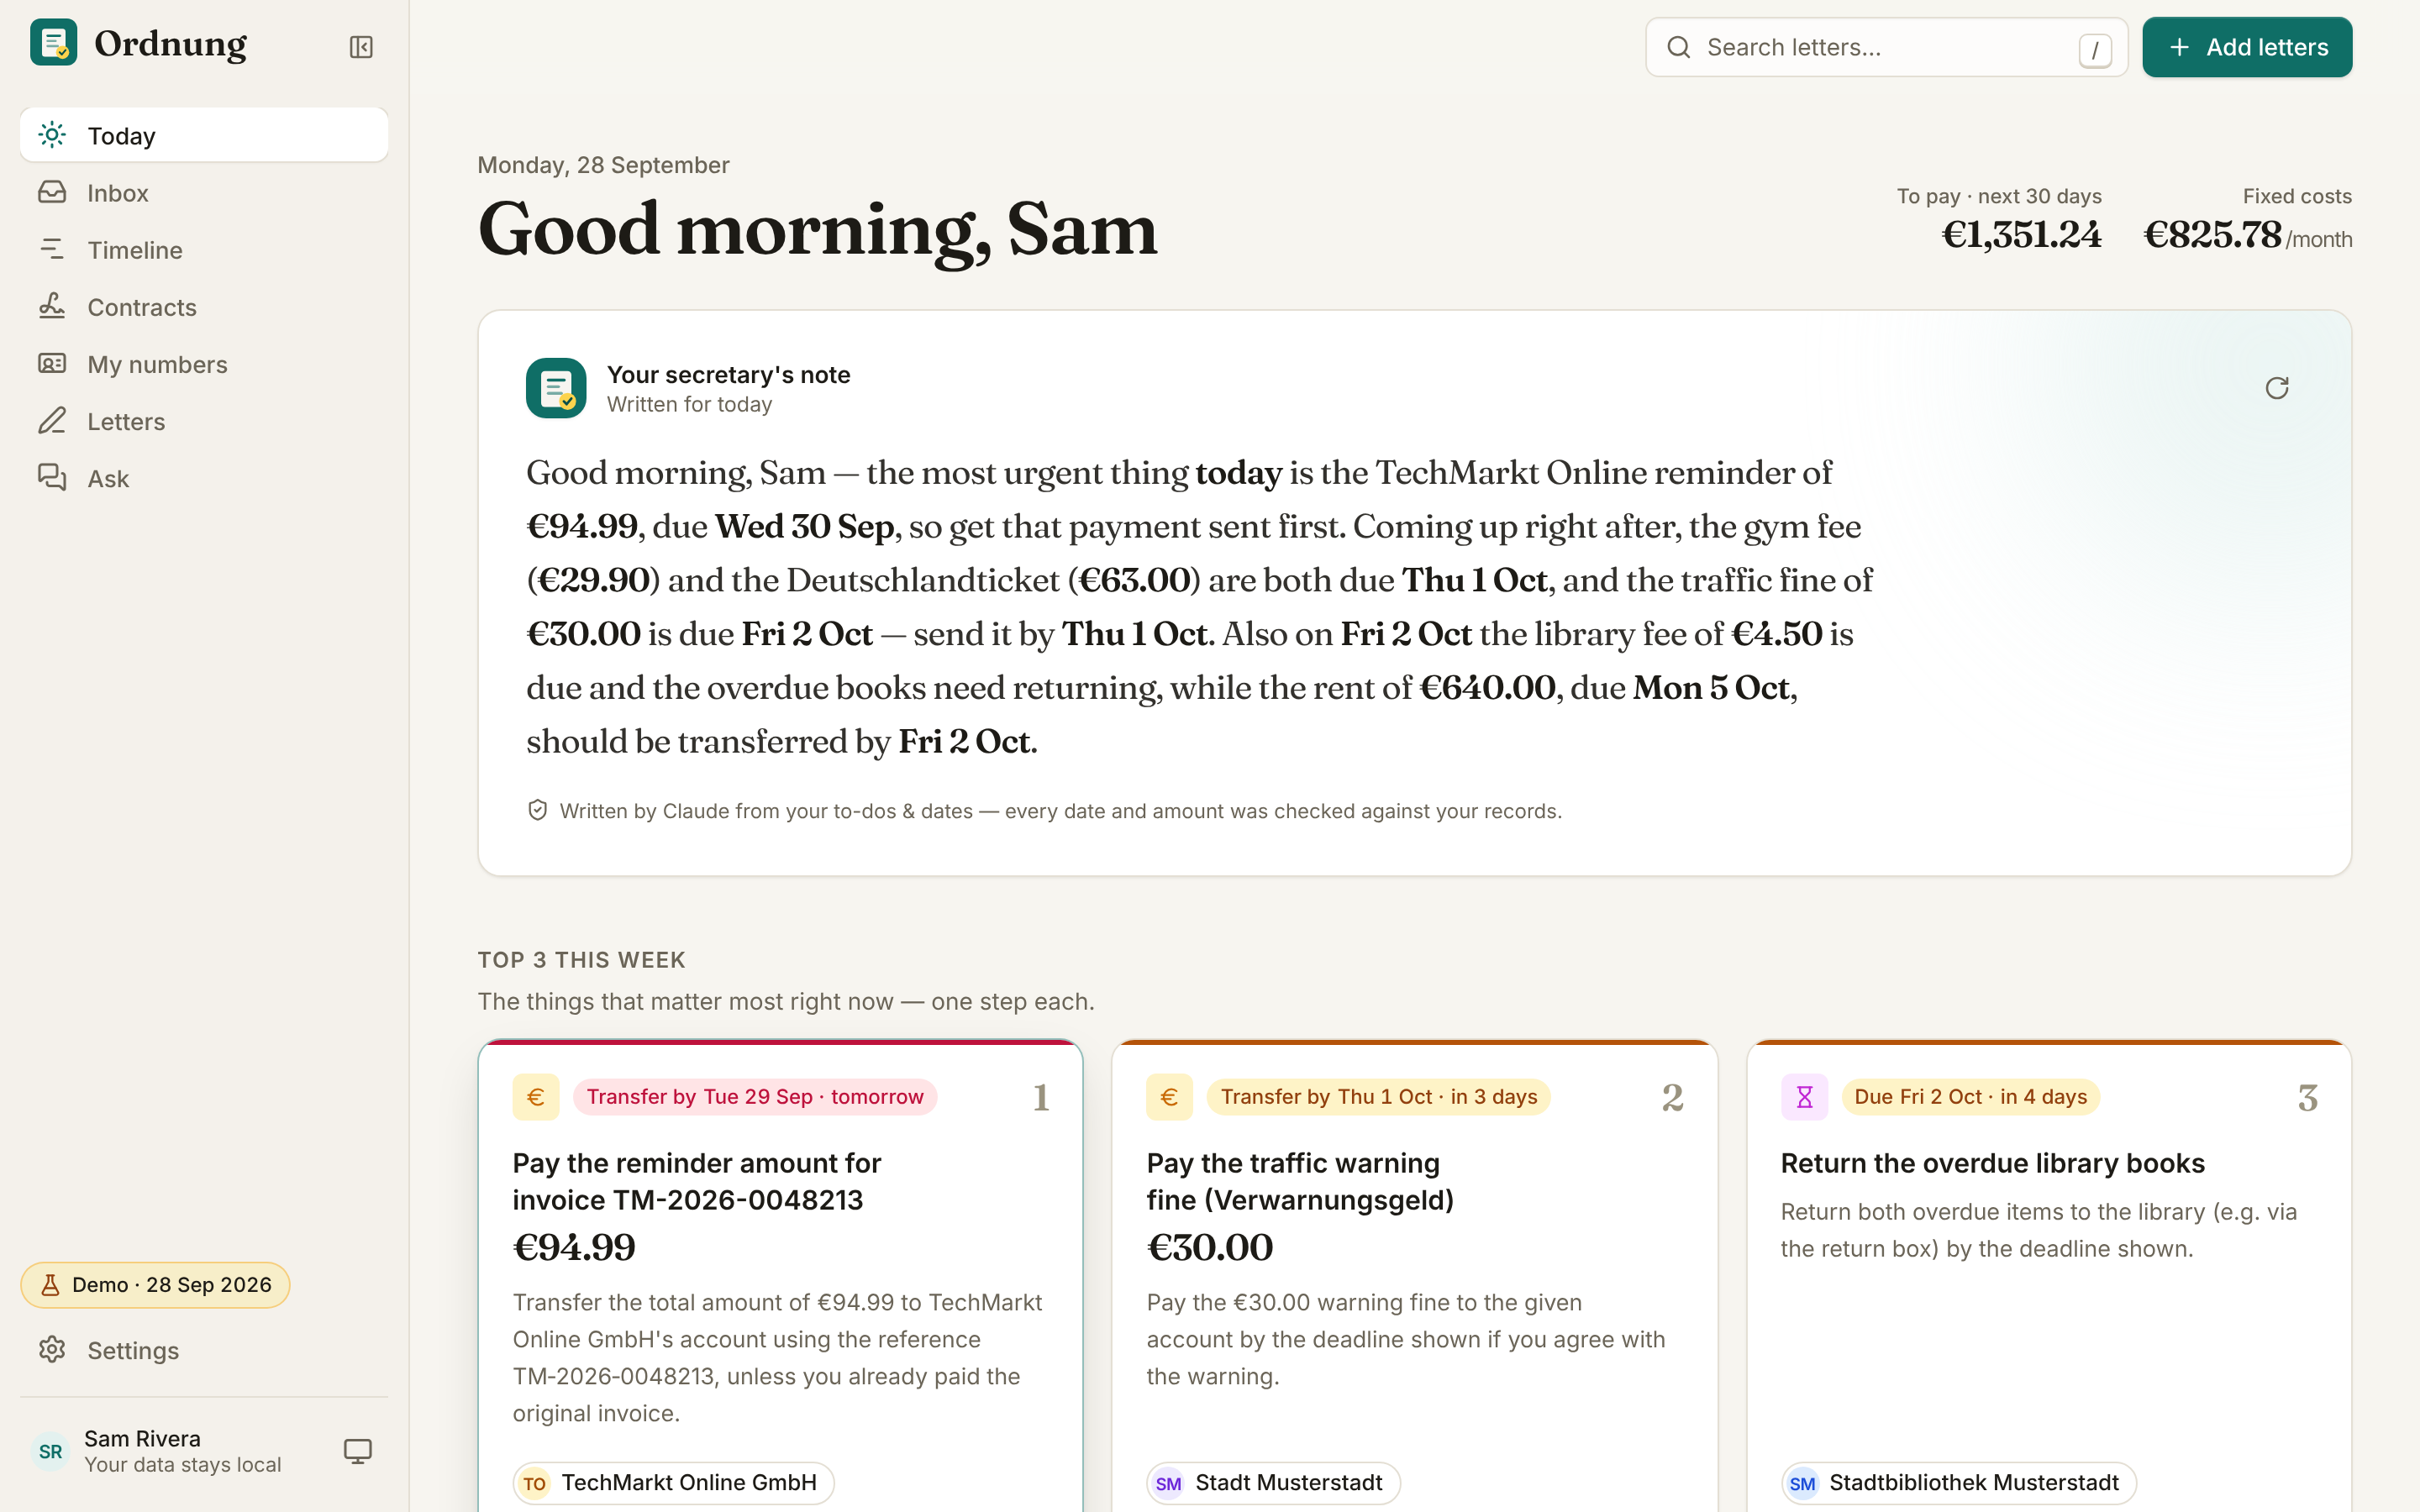 Ordnung
Search letters...
/
Add letters
Today
Inbox
Timeline
Contracts
My numbers
Letters
Ask
Monday, 28 September
Good morning, Sam
To pay · next 30 days
€1,351.24
Fixed costs
€825.78/month
Your secretary's note
Written for today
Good morning, Sam — the most urgent thing today is the TechMarkt Online reminder of
€94.99, due Wed 30 Sep, so get that payment sent first. Coming up right after, the gym fee
(€29.90) and the Deutschlandticket (€63.00) are both due Thu 1 Oct, and the traffic fine of
€30.00 is due Fri 2 Oct — send it by Thu 1 Oct. Also on Fri 2 Oct the library fee of €4.50 is
due and the overdue books need returning, while the rent of €640.00, due Mon 5 Oct,
should be transferred by Fri 2 Oct.
Written by Claude from your to-dos & dates — every date and amount was checked against your records.
TOP 3 THIS WEEK
The things that matter most right now — one step each.
€ Transfer by Tue 29 Sep · tomorrow 1
Pay the reminder amount for
invoice TM-2026-0048213
€94.99
Transfer the total amount of €94.99 to TechMarkt
Online GmbH's account using the reference
TM-2026-0048213, unless you already paid the
original invoice.
TO TechMarkt Online GmbH
€ Transfer by Thu 1 Oct · in 3 days 2
Pay the traffic warning
fine (Verwarnungsgeld)
€30.00
Pay the €30.00 warning fine to the given
account by the deadline shown if you agree with
the warning.
SM Stadt Musterstadt
Due Fri 2 Oct · in 4 days 3
Return the overdue library books
Return both overdue items to the library (e.g. via
the return box) by the deadline shown.
SM Stadtbibliothek Musterstadt
Demo · 28 Sep 2026
Settings
SR
Sam Rivera
Your data stays local